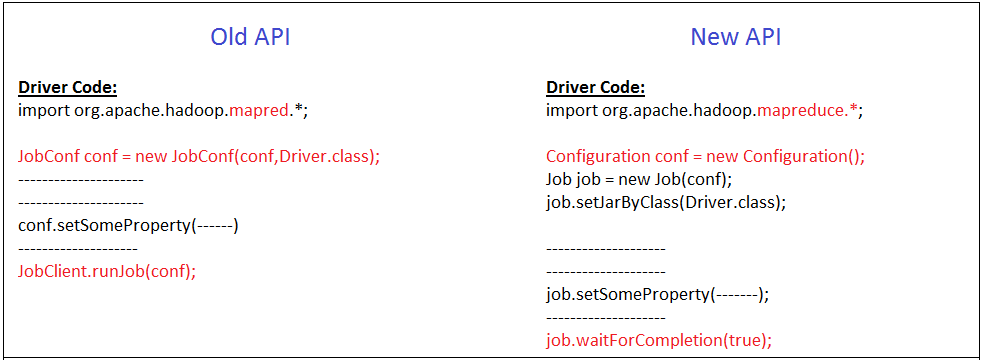 Old API
Driver Code:
import org.apache.hadoop.mapred.*;
JobConf conf = new JobConf(conf,Driver.class);
---------------------
---------------------
conf.setSomeProperty(------)
--------------------
JobClient.runJob(conf);
New API
Driver Code:
import org.apache.hadoop.mapreduce.*;
Configuration conf = new Configuration();
Job job = new Job(conf);
job.setJarByClass(Driver.class);
--------------------
--------------------
job.setSomeProperty(-------);
--------------------
job.waitForCompletion(true);